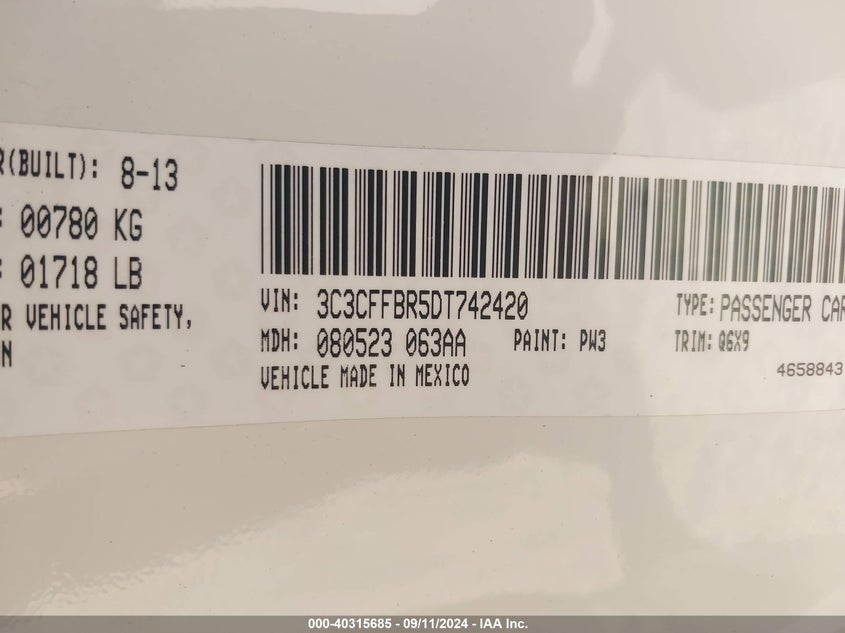 R(BUILT): 8-13
: 00780 KG
: 01718 LB
R VEHICLE SAFETY,
N
VIN: 3C3CFFBR5DT742420
TYPE: PASSENGER CAR
MDH: 080523 063AA
PAINT: PW3
TRIM: Q6X9
VEHICLE MADE IN MEXICO
4658843
000-40315685 - 09/11/2024 - IAA Inc.